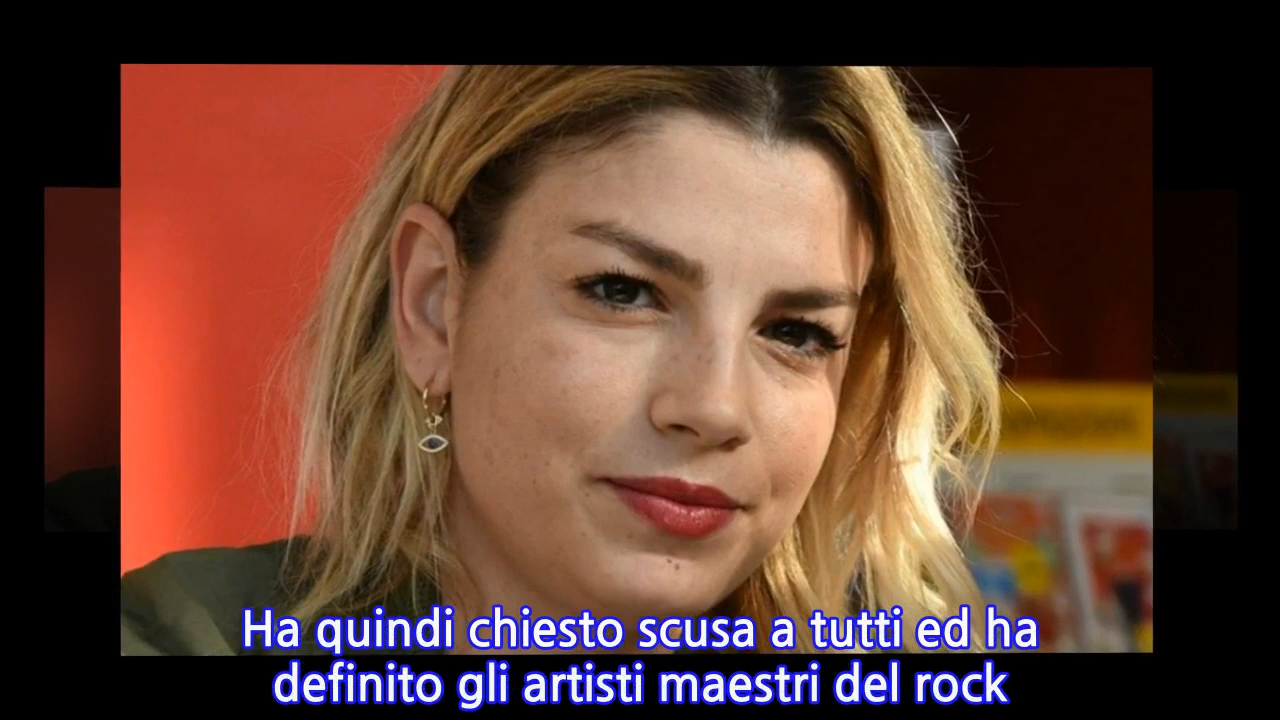 Ha quindi chiesto scusa a tutti ed ha
definito gli artisti maestri del rock